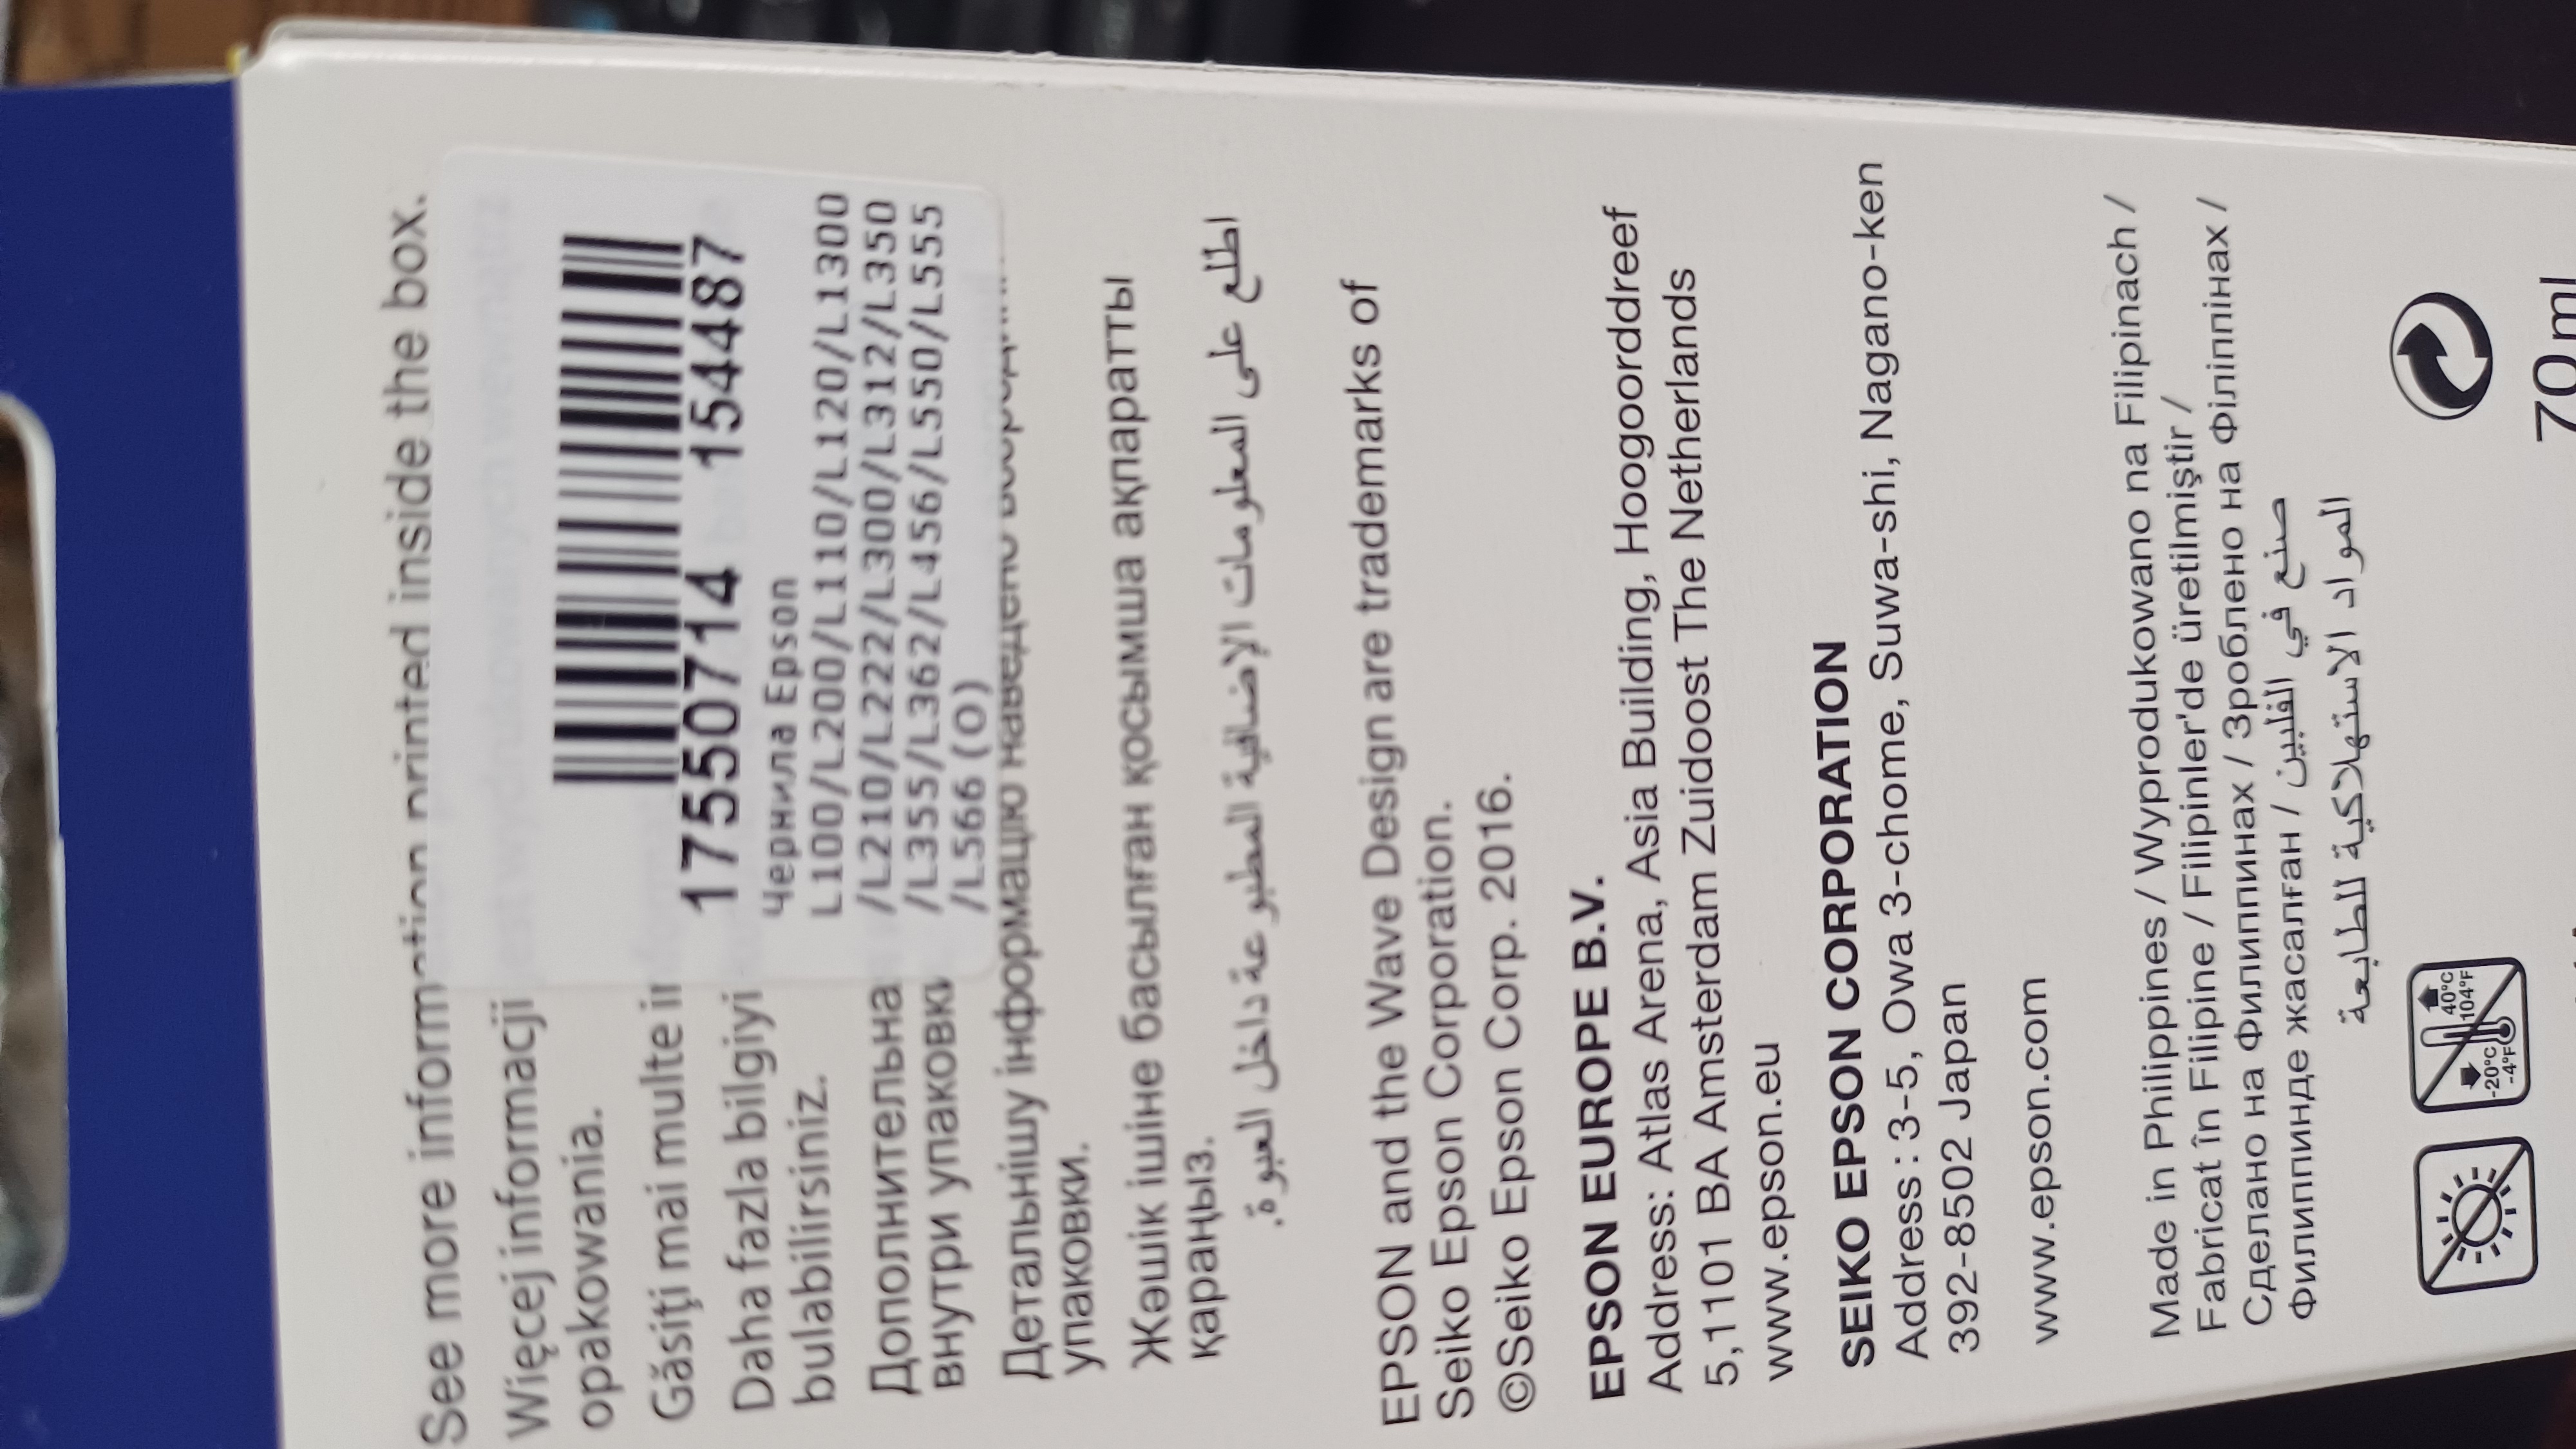 See more information printed inside the box.
Więcej informacji
opakowania.
Găsiți mai multe
Daha fazla bilgiyi
bulabilirsiniz.
Дополнительна
внутри упаковки
Детальнішу інформацію наведено
упаковки.
Жәшік ішіне басылған қосымша ақпаратты
қараңыз.
اطلع على المعلومات الإضافية المطبوعة داخل العبوة.
1755071 4 154487
Чернила Epson
L100/L200/L110/L120/L1300
/L210/L222/L300/L312/L350
/L355/L362/L456/L550/L555
/L566 (O)
EPSON and the Wave Design are trademarks of
Seiko Epson Corporation.
©Seiko Epson Corp. 2016.
EPSON EUROPE B.V.
Address: Atlas Arena, Asia Building, Hoogoorddreef
5,1101 BA Amsterdam Zuidoost The Netherlands
www.epson.eu
SEIKO EPSON CORPORATION
Address : 3-5, Owa 3-chome, Suwa-shi, Nagano-ken
392-8502 Japan
www.epson.com
Made in Philippines / Wyprodukowano na Filipinach /
Fabricat în Filipine / Filipinler'de üretilmiştir /
Сделано на Филиппинах / Зроблено на Філіппінах /
Филиппинде жасалған / صنع في الفلبين
المواد الاستهلاكية للطابعة
-20°C
-4°F
40°C
104°F
70ml